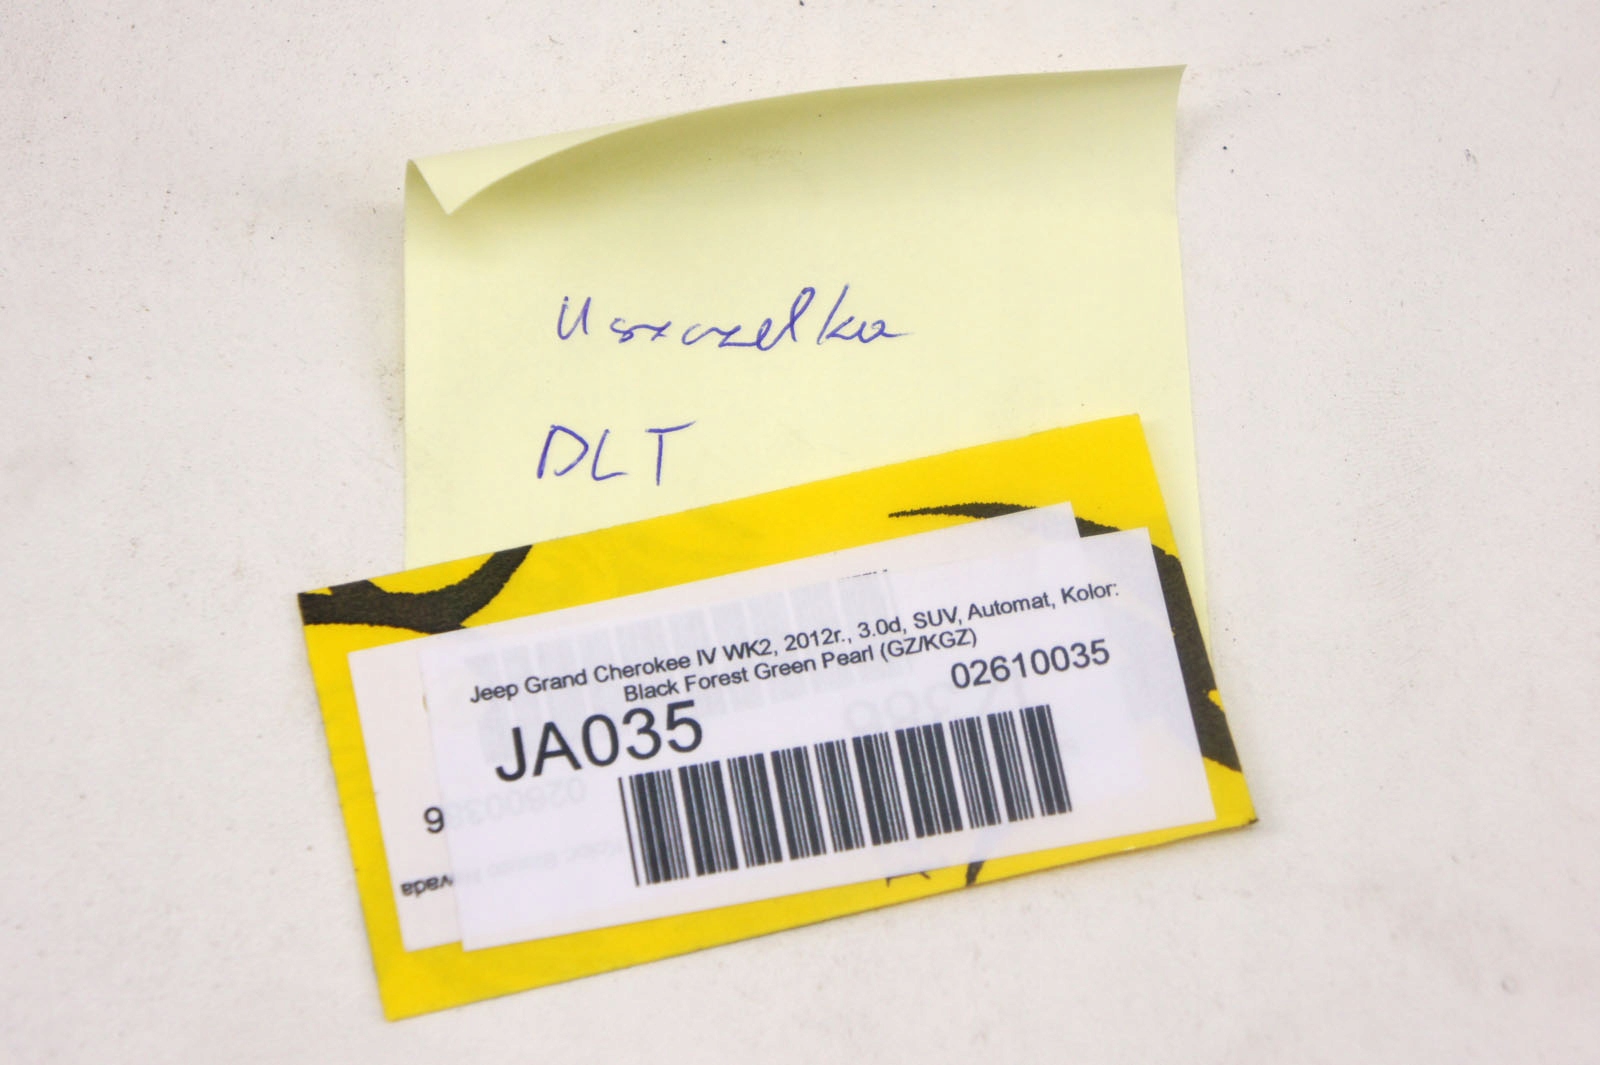 Uszczelka
DLT
Jeep Grand Cherokee IV WK2, 2012r., 3.0d, SUV, Automat, Kolor:
Black Forest Green Pearl (GZ/KGZ)
02610035
JA035
9
vada